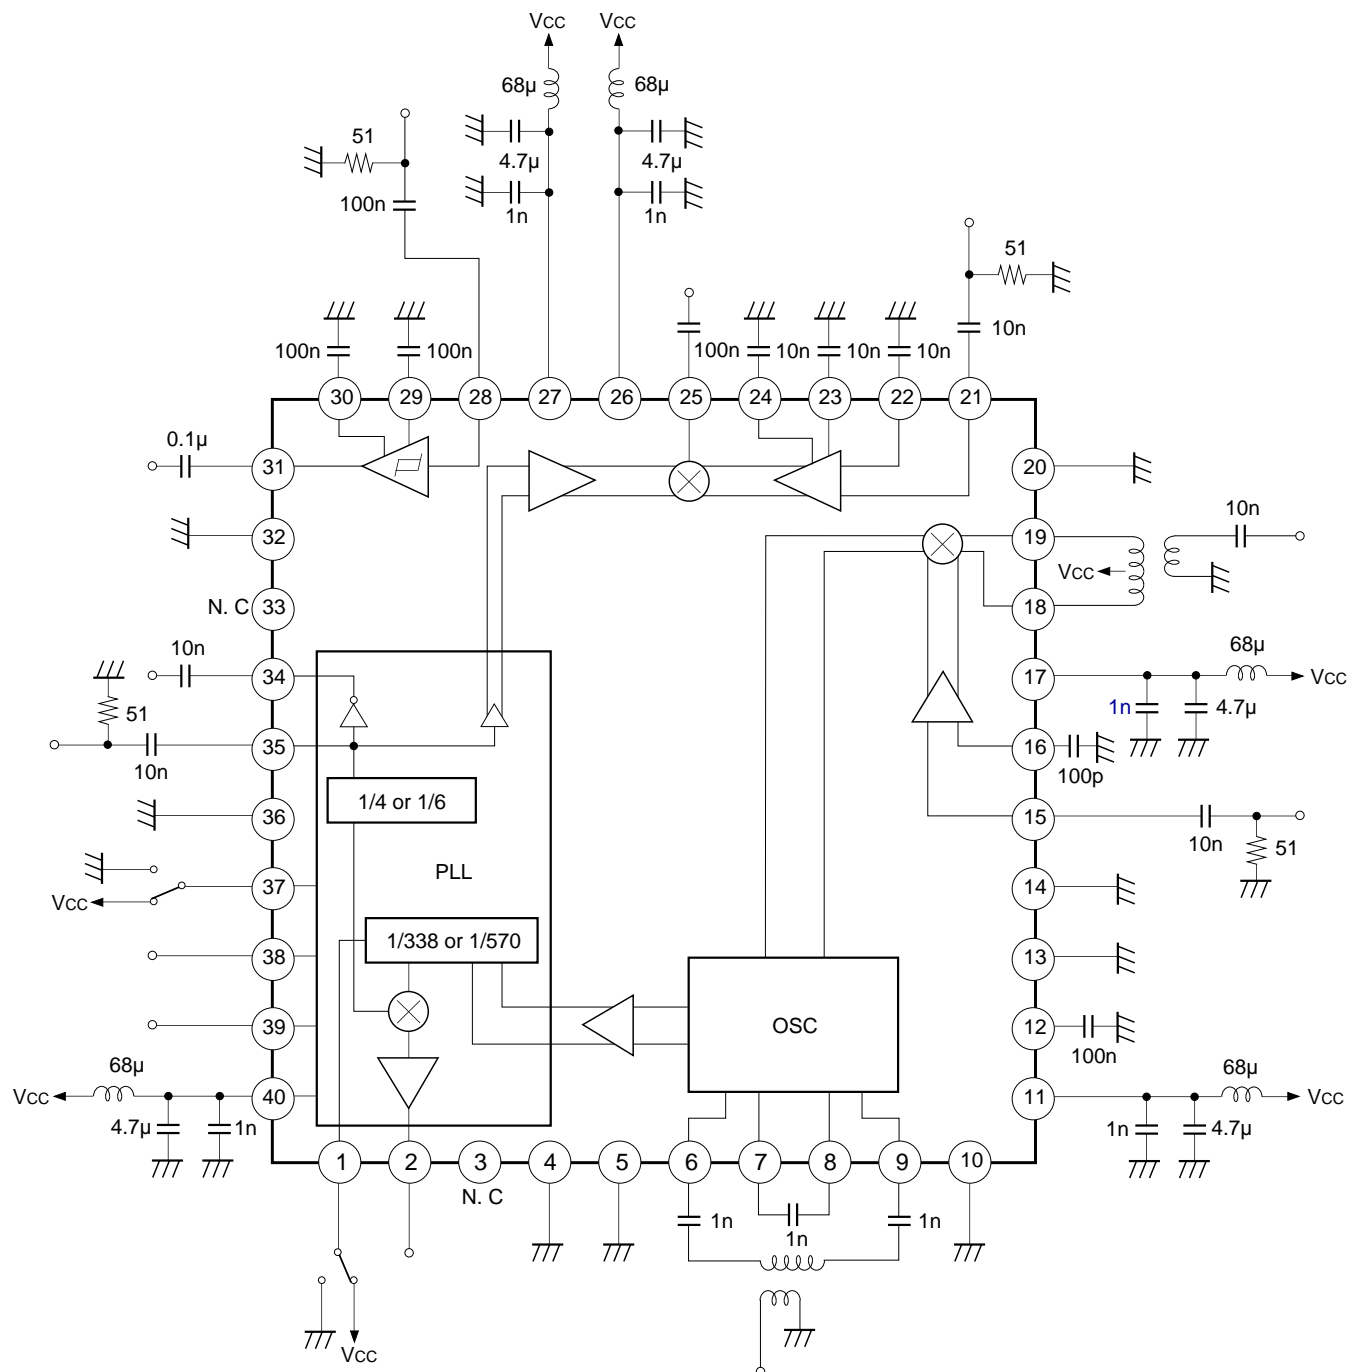 VCC VCC
68µ 68µ
51
4.7µ 4.7µ
100n
1n 1n
51
10n
100n 100n 100n 10n 10n 10n
30 29 28 27 26 25 24 23 22 21
0.1µ
31 20
10n
32 19
VCC
N. C 33 18
10n 68µ
34 17 VCC
51 1n 4.7µ
35 16
10n 100p
1/4 or 1/6
36 15
10n 51
PLL
37 14
VCC
1/338 or 1/570
38 13
OSC
39 12
100n
68µ 68µ
VCC 40 11 VCC
4.7µ 1n 1n 4.7µ
1 2 3 4 5 6 7 8 9 10
N. C
1n 1n 1n
VCC